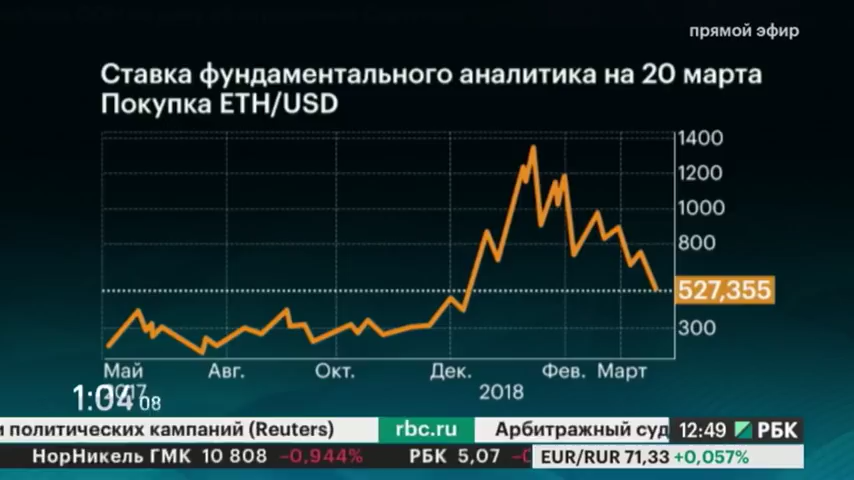 прямой эфир
Ставка фундаментального аналитика на 20 марта
Покупка ETH/USD
1400
1200
1000
800
527,355
300
Май Авг. Окт. Дек. Фев. Март
2017 2018
1:04 08
и политических кампаний (Reuters) rbc.ru Арбитражный суд 12:49 РБК
НорНикель ГМК 10 808 -0,944% РБК 5,07 -0 EUR/RUR 71,33 +0,057%